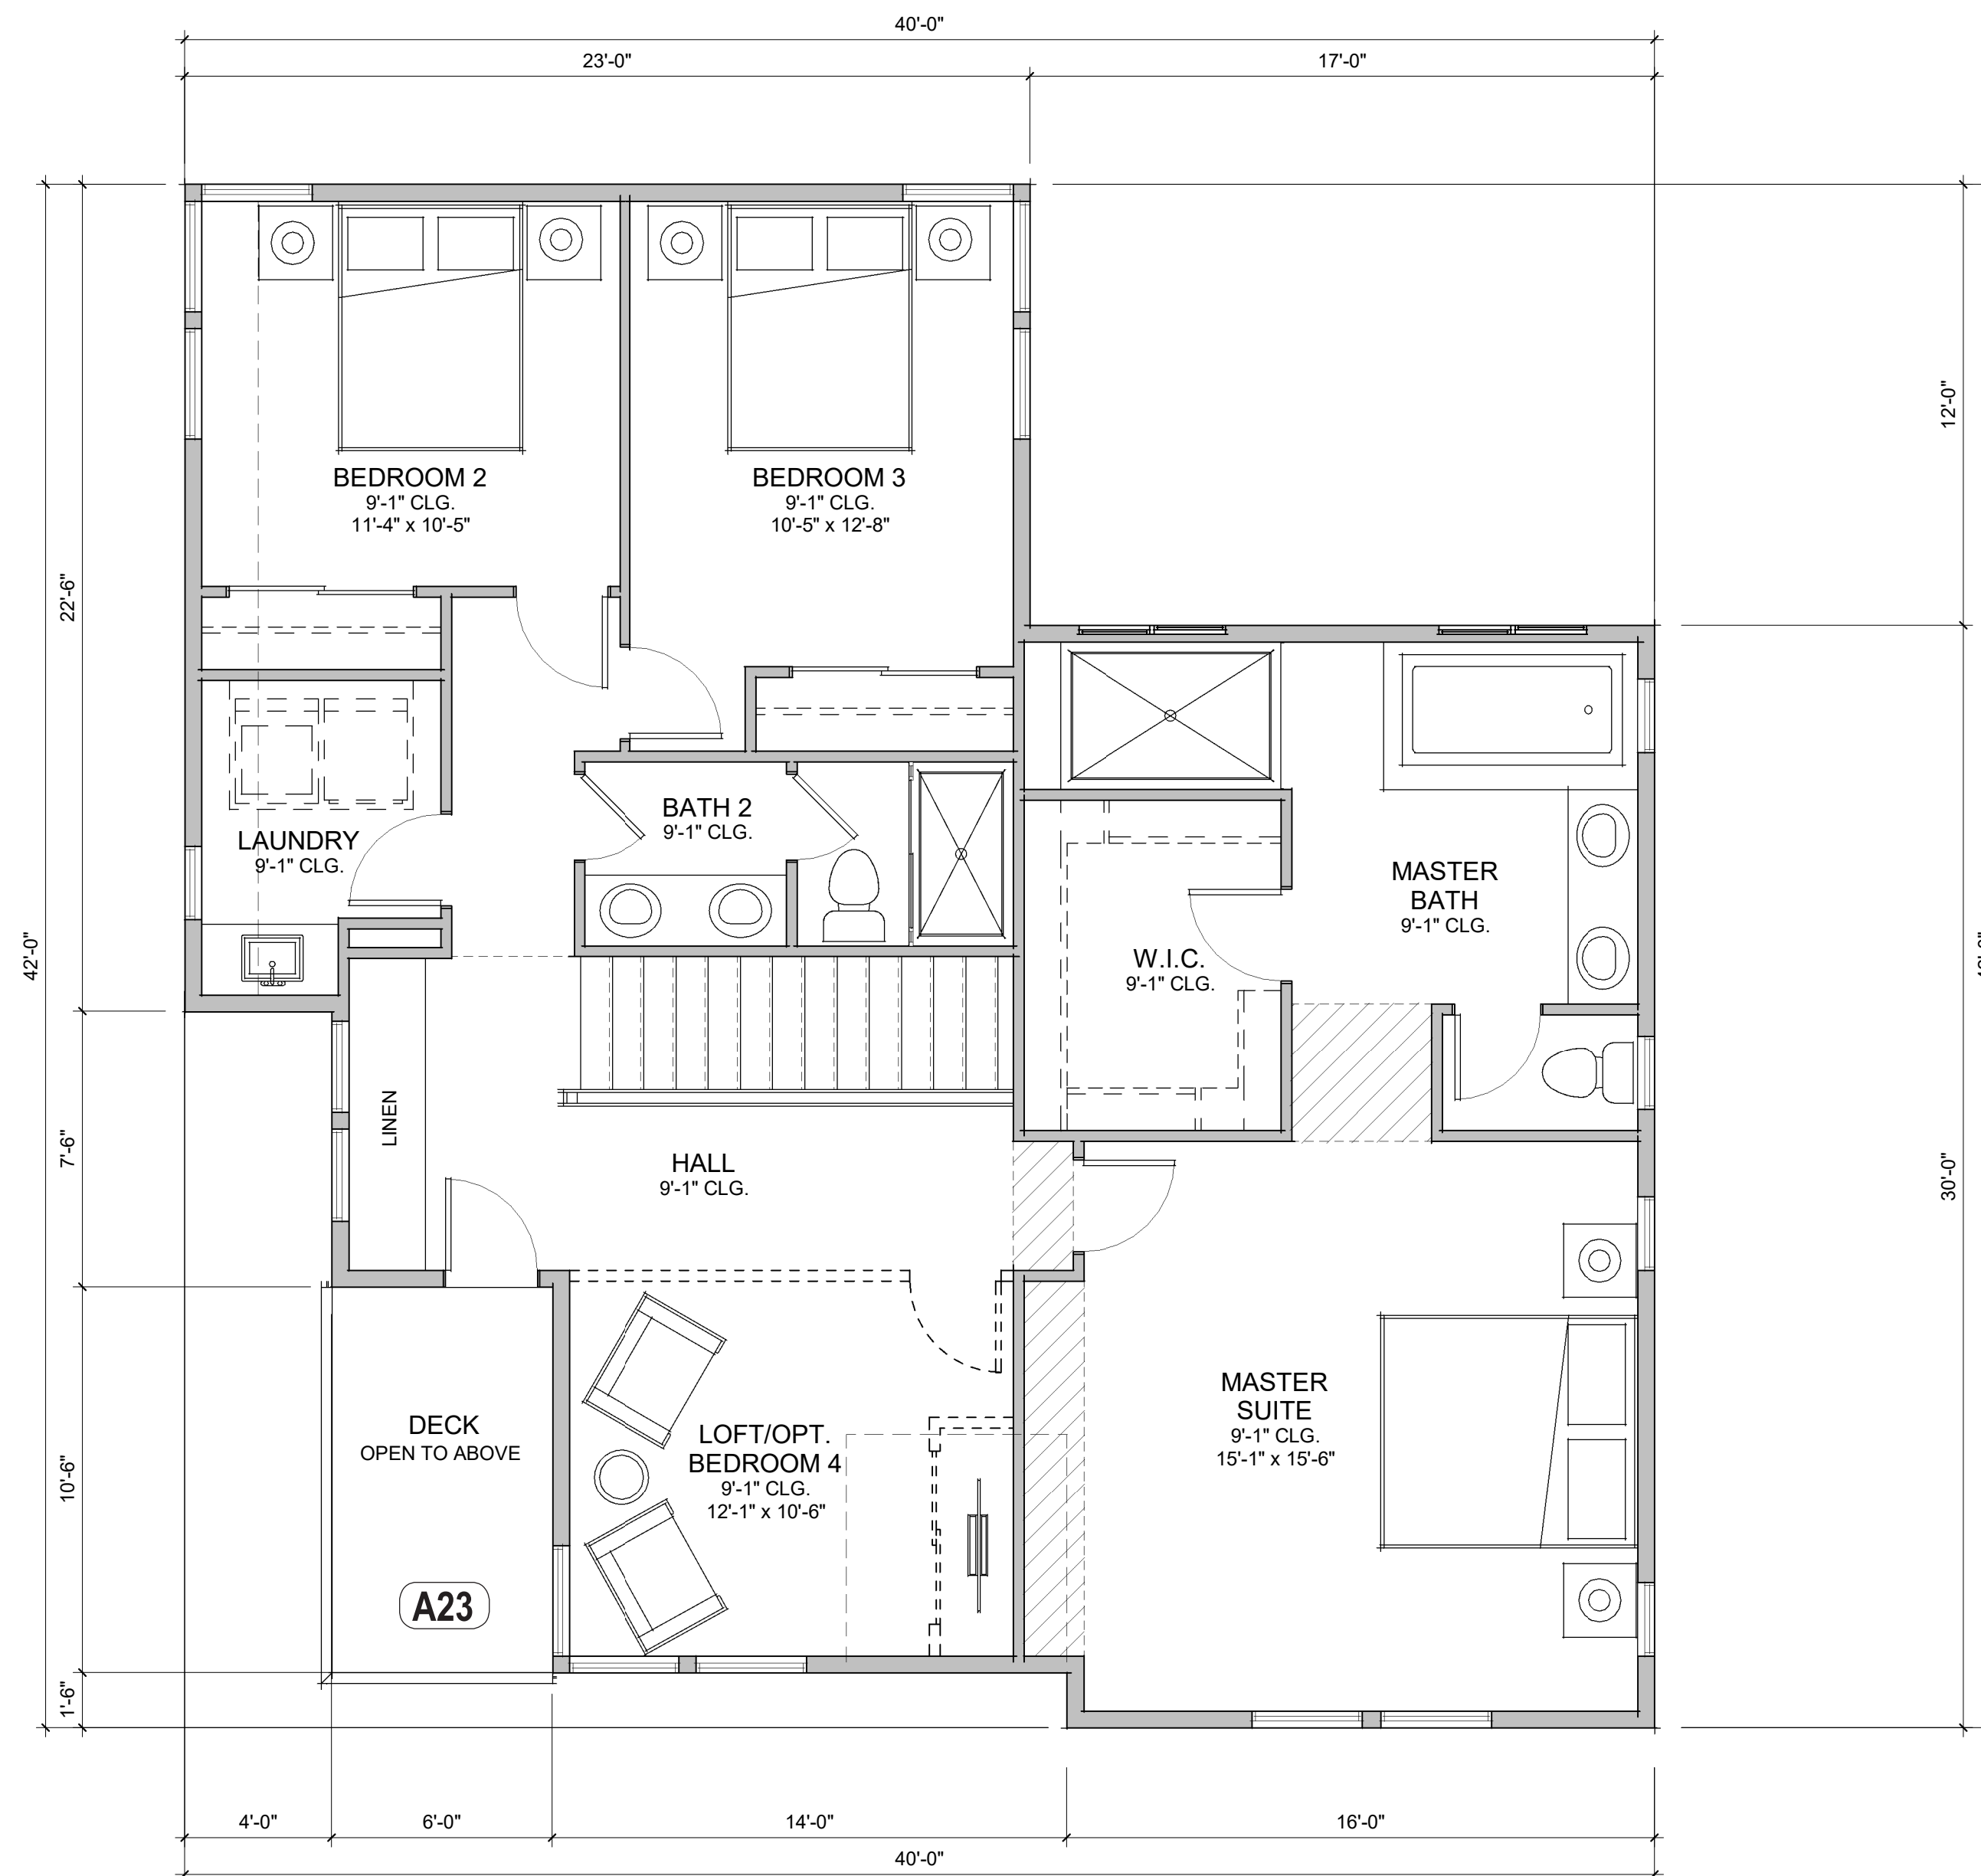 40'-0"
23'-0"
17'-0"
12'-0"
22'-6"
BEDROOM 2
9'-1" CLG.
11'-4" x 10'-5"
BEDROOM 3
9'-1" CLG.
10'-5" x 12'-8"
BATH 2
9'-1" CLG.
LAUNDRY
9'-1" CLG.
MASTER
BATH
9'-1" CLG.
42'-0"
W.I.C.
9'-1" CLG.
LINEN
7'-6"
HALL
9'-1" CLG.
30'-0"
MASTER
SUITE
9'-1" CLG.
15'-1" x 15'-6"
DECK
OPEN TO ABOVE
LOFT/OPT.
BEDROOM 4
9'-1" CLG.
12'-1" x 10'-6"
10'-6"
A23
1'-6"
4'-0"
6'-0"
14'-0"
16'-0"
40'-0"